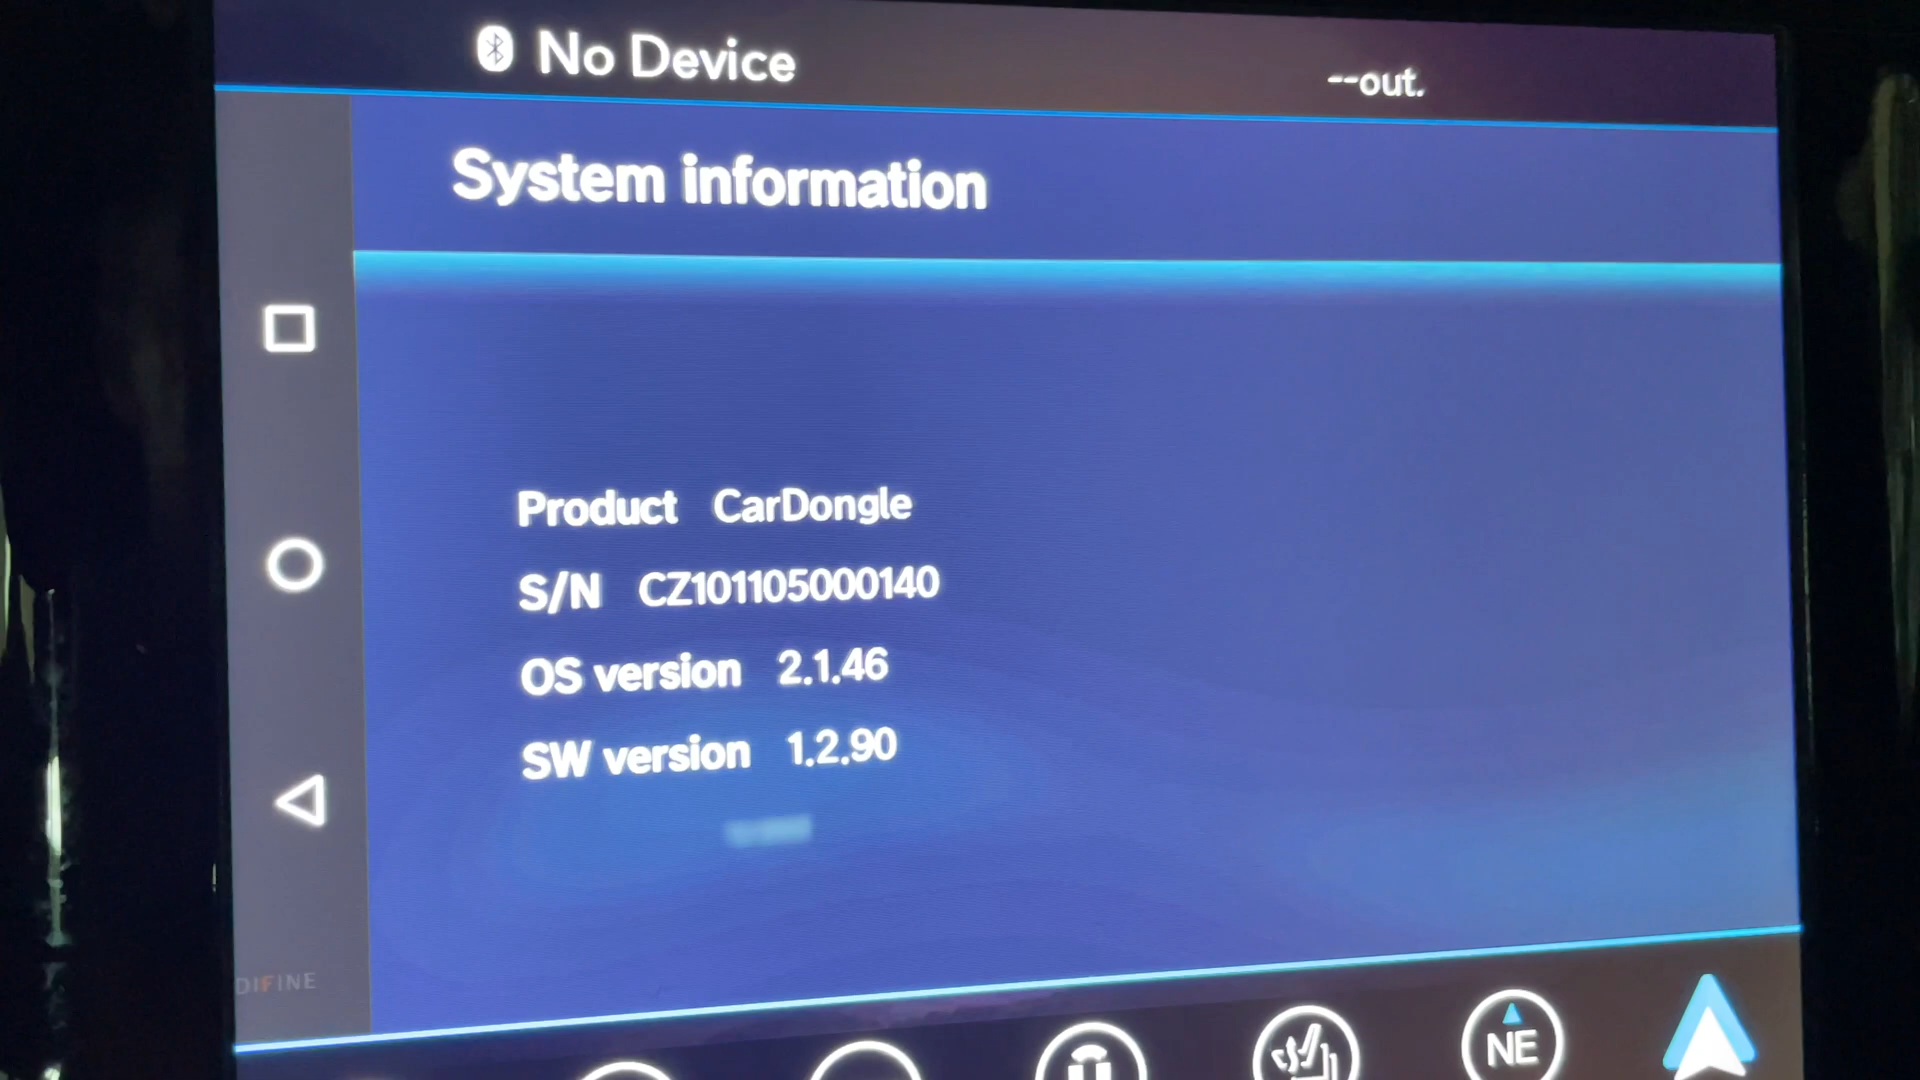 No Device
--out.
System information
Product CarDongle
S/N CZ101105000140
OS version 2.1.46
SW version 1.2.90
DIFINE
NE